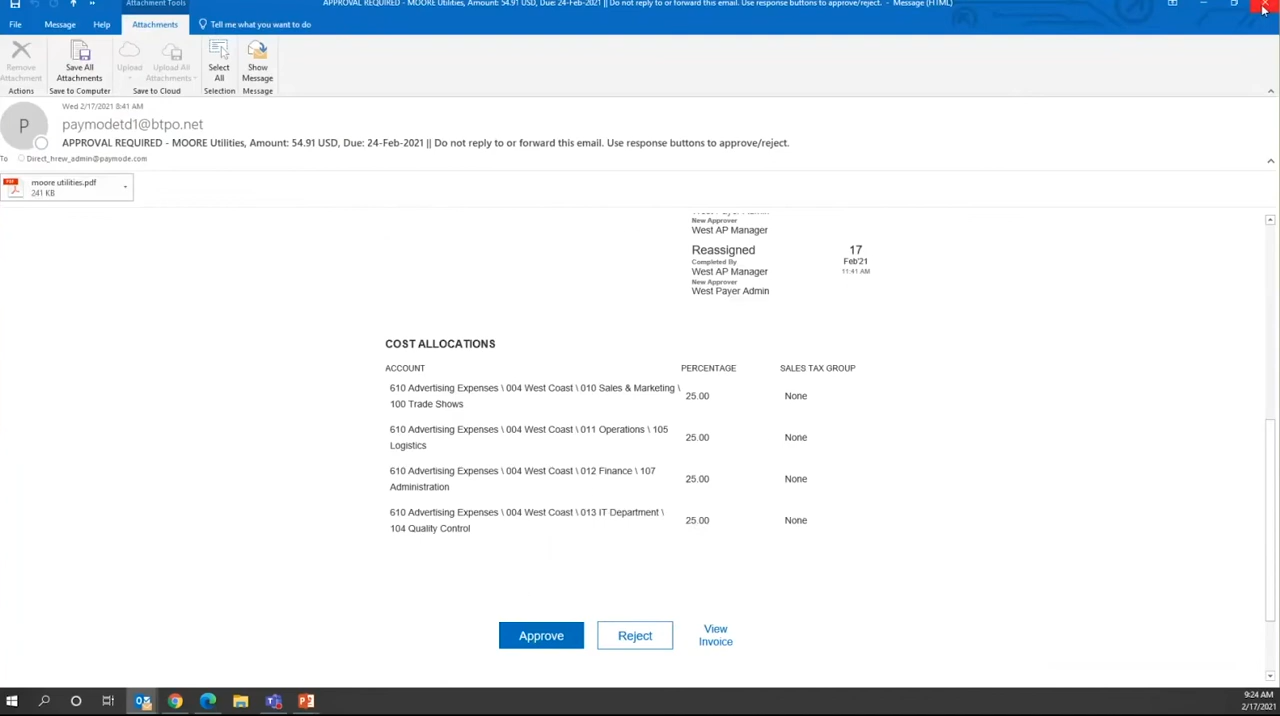 Attachment Tools
APPROVAL REQUIRED - MOORE Utilities, Amount: 54.91 USD, Due: 24-Feb-2021 || Do not reply to or forward this email. Use response buttons to approve/reject. - Message (HTML)
File
Message
Help
Attachments
Tell me what you want to do
Remove
Attachment
Save All
Attachments
Upload
Upload All
Attachments
Select
All
Show
Message
Actions
Save to Computer
Save to Cloud
Selection
Message
Wed 2/17/2021 8:41 AM
P
paymodetd1@btpo.net
APPROVAL REQUIRED - MOORE Utilities, Amount: 54.91 USD, Due: 24-Feb-2021 || Do not reply to or forward this email. Use response buttons to approve/reject.
To Direct_hrew_admin@paymode.com
moore utilities.pdf
241 KB
West Payer Admin
New Approver
West AP Manager
Reassigned
17
Completed By
Feb'21
West AP Manager
11:41 AM
New Approver
West Payer Admin
COST ALLOCATIONS
ACCOUNT PERCENTAGE SALES TAX GROUP
610 Advertising Expenses \ 004 West Coast \ 010 Sales & Marketing \
100 Trade Shows
25.00
None
610 Advertising Expenses \ 004 West Coast \ 011 Operations \ 105
Logistics
25.00
None
610 Advertising Expenses \ 004 West Coast \ 012 Finance \ 107
Administration
25.00
None
610 Advertising Expenses \ 004 West Coast \ 013 IT Department \
104 Quality Control
25.00
None
Approve
Reject
View
Invoice
9:24 AM
2/17/2021